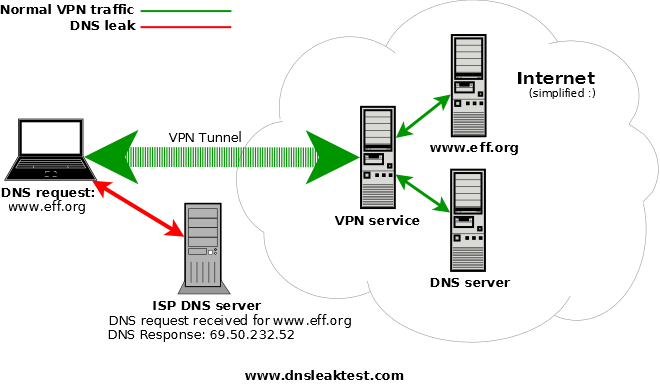 Normal VPN traffic
DNS leak
Internet
(simplified :)
VPN Tunnel
www.eff.org
DNS request:
www.eff.org
VPN service
DNS server
ISP DNS server
DNS request received for www.eff.org
DNS Response: 69.50.232.52
www.dnsleaktest.com